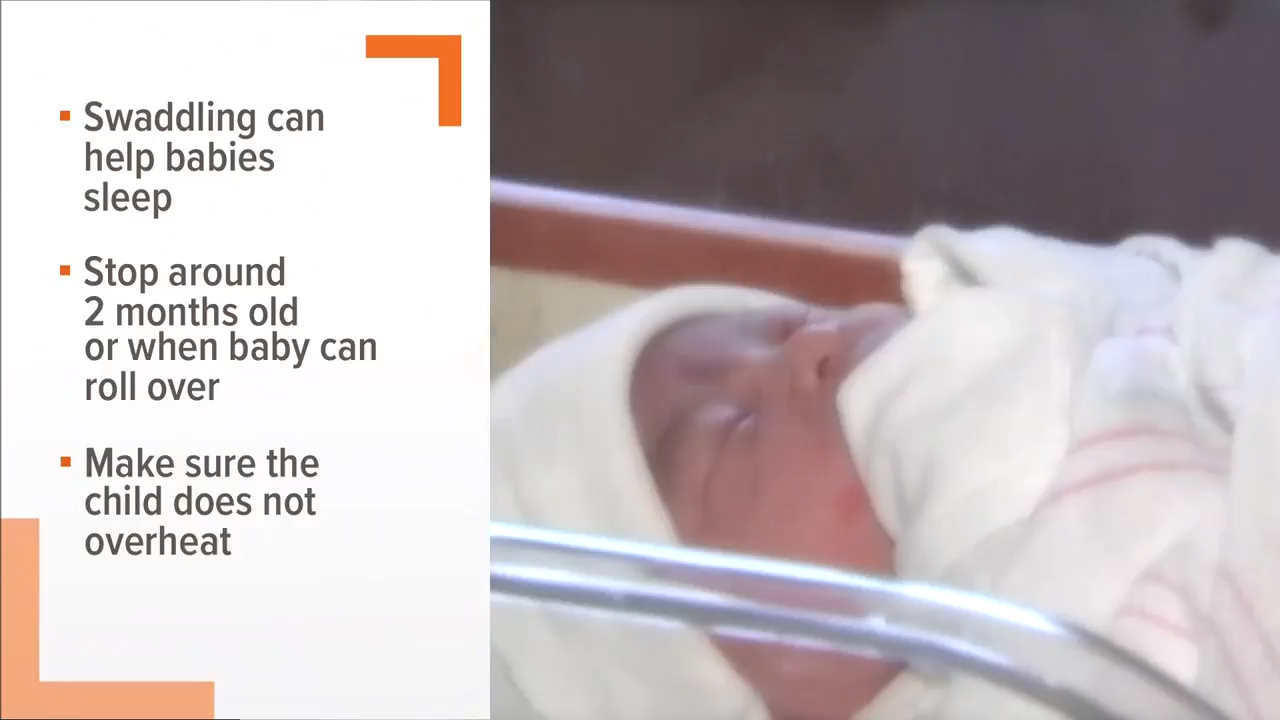 Swaddling can
help babies
sleep
Stop around
2 months old
or when baby can
roll over
Make sure the
child does not
overheat